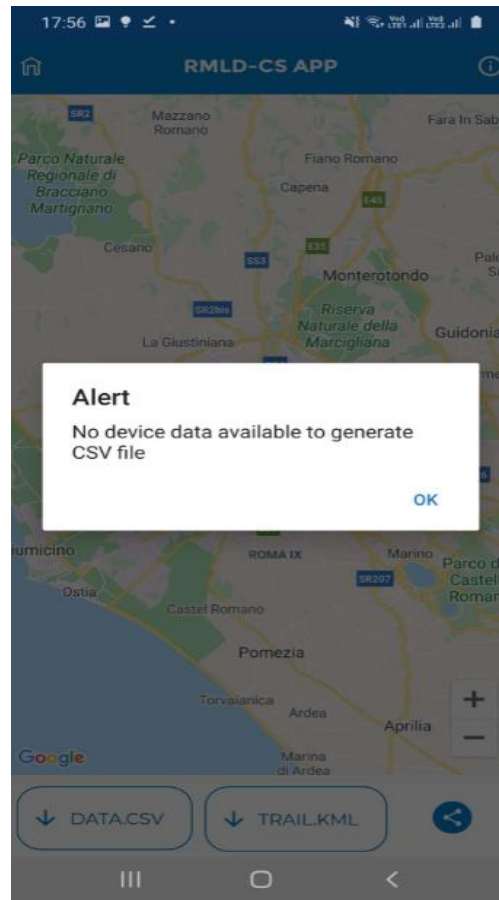 17:56
RMLD-CS APP
SR2
Mazzano
Romano
Fara In Sab
Parco Naturale
Regionale di
Bracciano
Martignano
Fiano Romano
Capena
E45
Cesano
SS3
E35
Monterotondo
SR2bis
Riserva
Naturale della
Marcigliana
La Giustiniana
Guidonia
Alert
No device data available to generate
CSV file
OK
iumicino
ROMA IX
Marino
Parco d
Castel
Roman
SR207
Ostia
Castel Romano
Pomezia
Torvaianica
Ardea
Aprilia
Google
Marina
di Ardea
DATA.CSV
TRAIL.KML